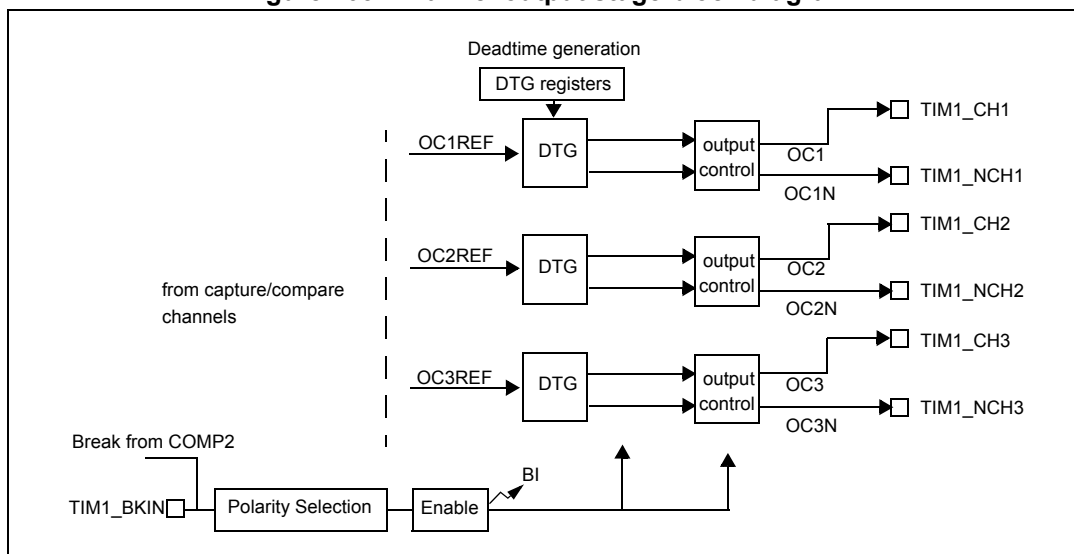 Deadtime generation
DTG registers
OC1REF
DTG
output
control
OC1
OC1N
TIM1_CH1
TIM1_NCH1
OC2REF
DTG
output
control
OC2
OC2N
TIM1_CH2
TIM1_NCH2
from capture/compare
channels
OC3REF
DTG
output
control
OC3
OC3N
TIM1_CH3
TIM1_NCH3
Break from COMP2
TIM1_BKIN
Polarity Selection
Enable
BI